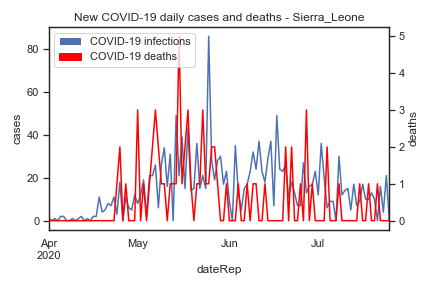 New COVID-19 daily cases and deaths - Sierra_Leone
COVID-19 infections
COVID-19 deaths
80
60
40
20
0
cases
5
4
3
2
1
0
deaths
Apr
2020
May
Jun
Jul
dateRep